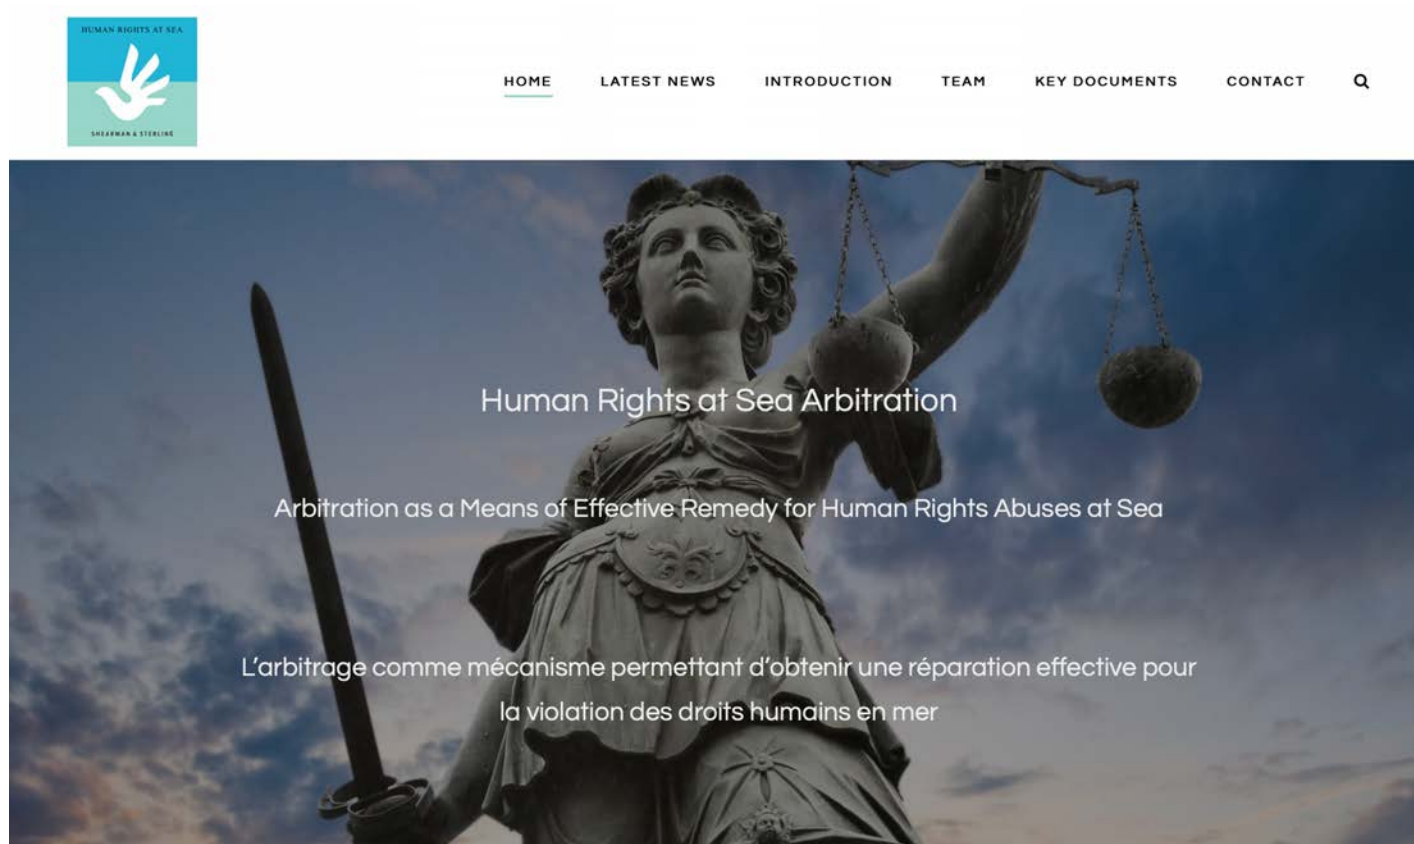 HUMAN RIGHTS AT SEA
SHEARMAN & STERLING
HOME
LATEST NEWS
INTRODUCTION
TEAM
KEY DOCUMENTS
CONTACT
Human Rights at Sea Arbitration
Arbitration as a Means of Effective Remedy for Human Rights Abuses at Sea
L’arbitrage comme mécanisme permettant d’obtenir une réparation effective pour
la violation des droits humains en mer